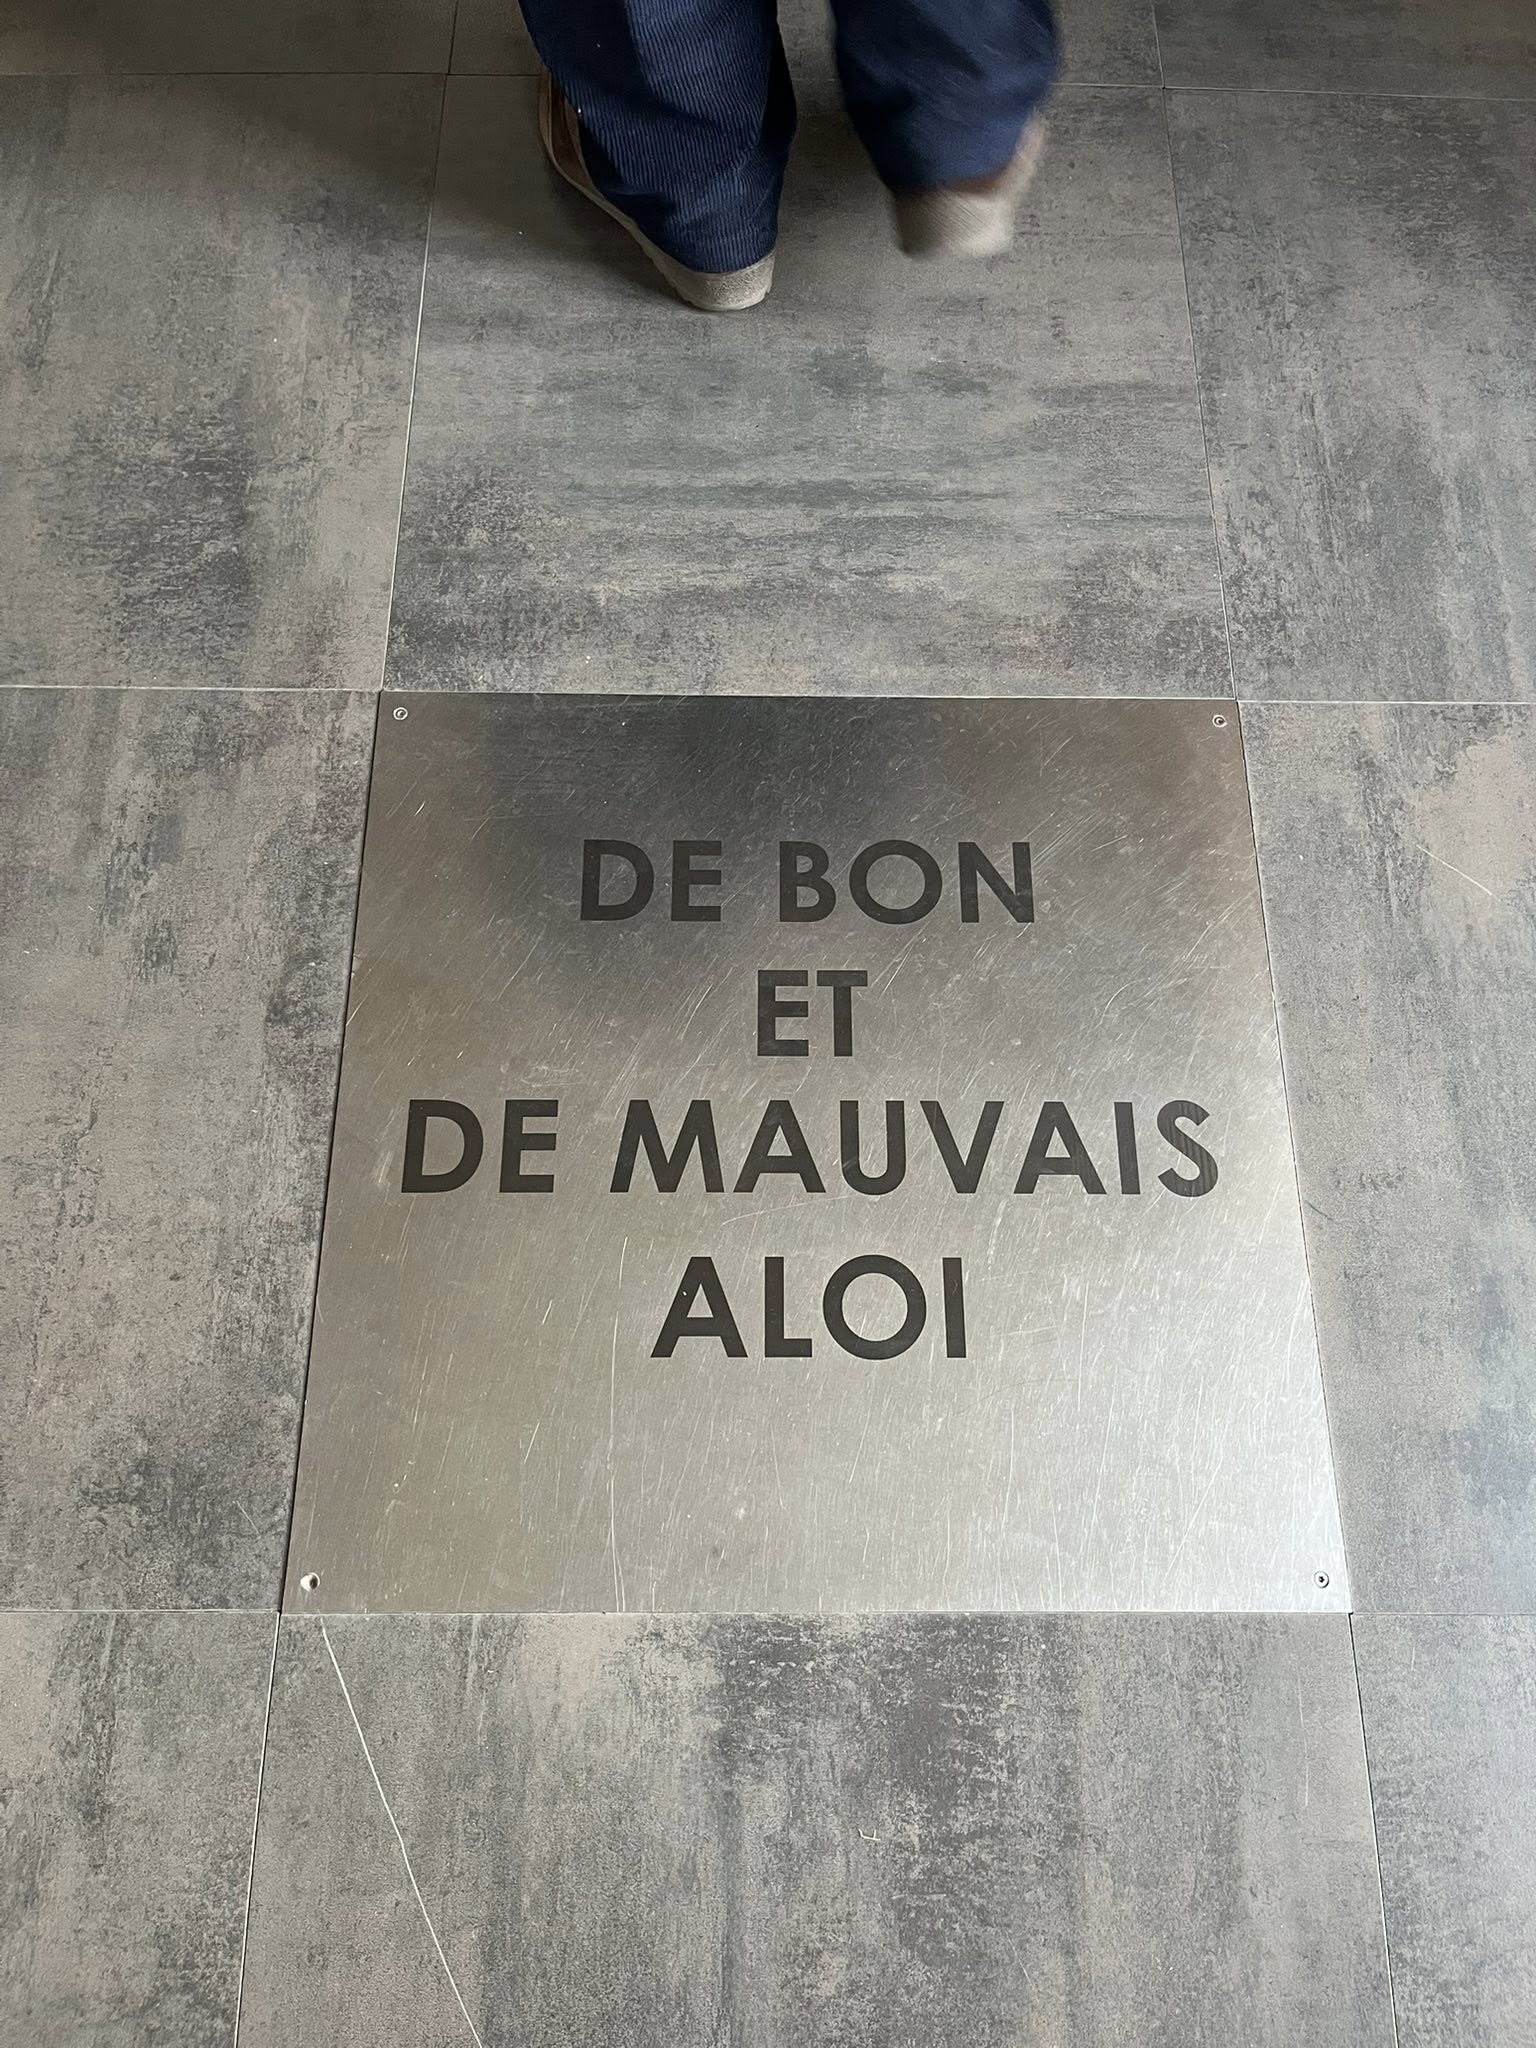 DE BON
ET
DE MAUVAIS
ALOI